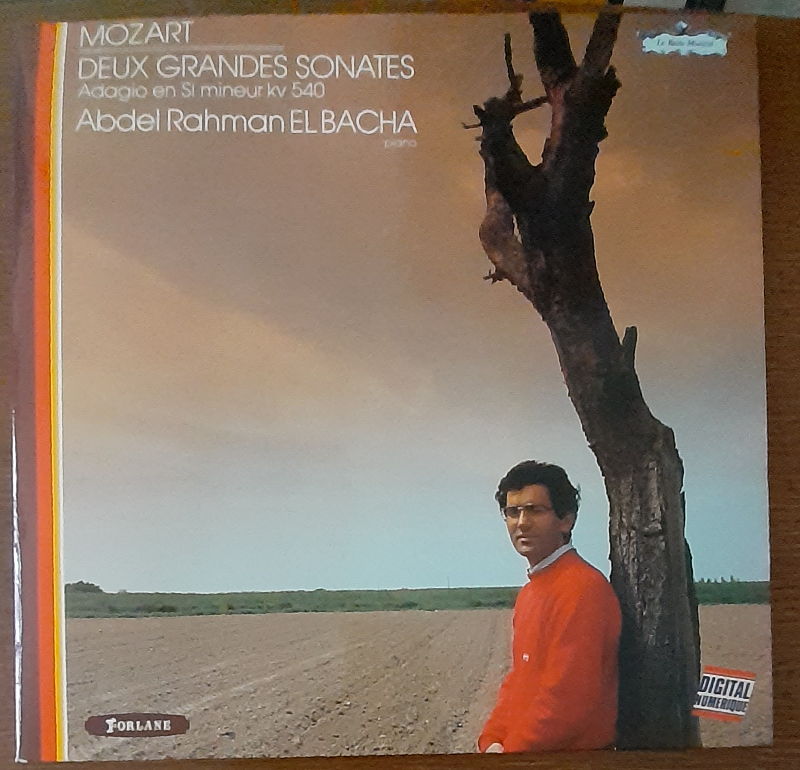 MOZART
DEUX GRANDES SONATES
Adagio en SI mineur kv 540
Abdel Rahman EL BACHA
piano
FORLANE
DIGITAL
NUMERIQUE